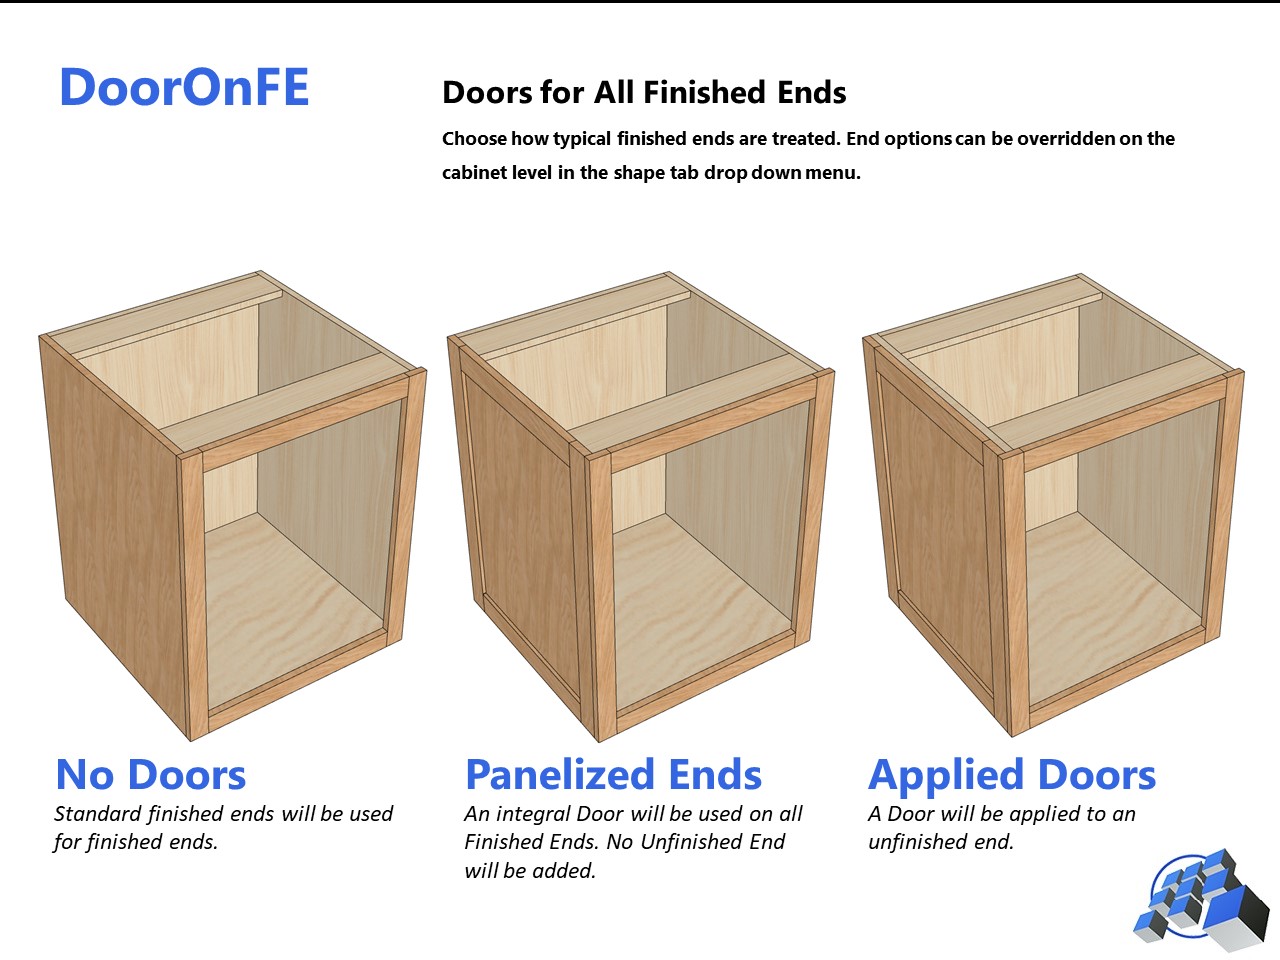 DoorOnFE
Doors for All Finished Ends
Choose how typical finished ends are treated. End options can be overridden on the
cabinet level in the shape tab drop down menu.
No Doors
Standard finished ends will be used
for finished ends.
Panelized Ends
An integral Door will be used on all
Finished Ends. No Unfinished End
will be added.
Applied Doors
A Door will be applied to an
unfinished end.